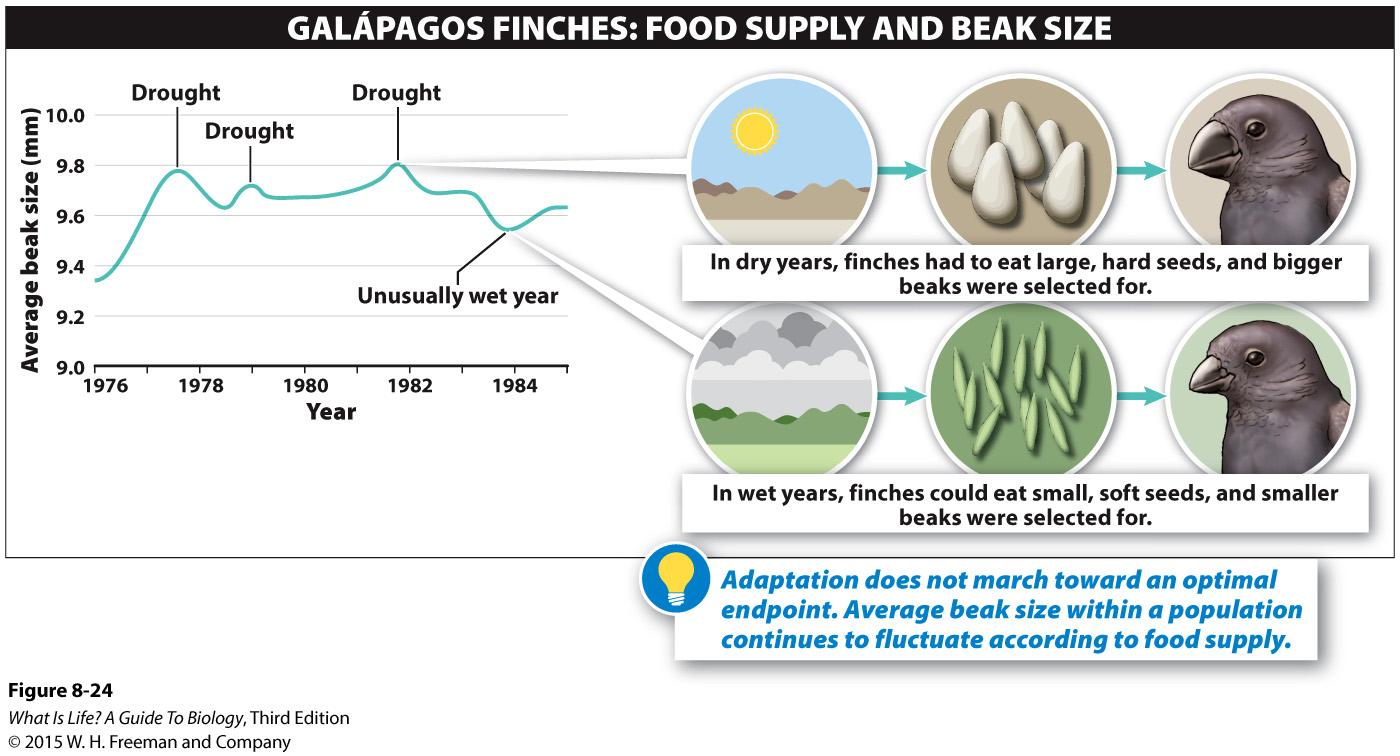 GALÁPAGOS FINCHES: FOOD SUPPLY AND BEAK SIZE
Drought
Drought
Drought
Average beak size (mm)
10.0
9.8
9.6
9.4
9.2
9.0
Unusually wet year
1976
1978
1980
1982
1984
Year
In dry years, finches had to eat large, hard seeds, and bigger
beaks were selected for.
In wet years, finches could eat small, soft seeds, and smaller
beaks were selected for.
Adaptation does not march toward an optimal
endpoint. Average beak size within a population
continues to fluctuate according to food supply.
Figure 8-24
What Is Life? A Guide To Biology, Third Edition
© 2015 W. H. Freeman and Company